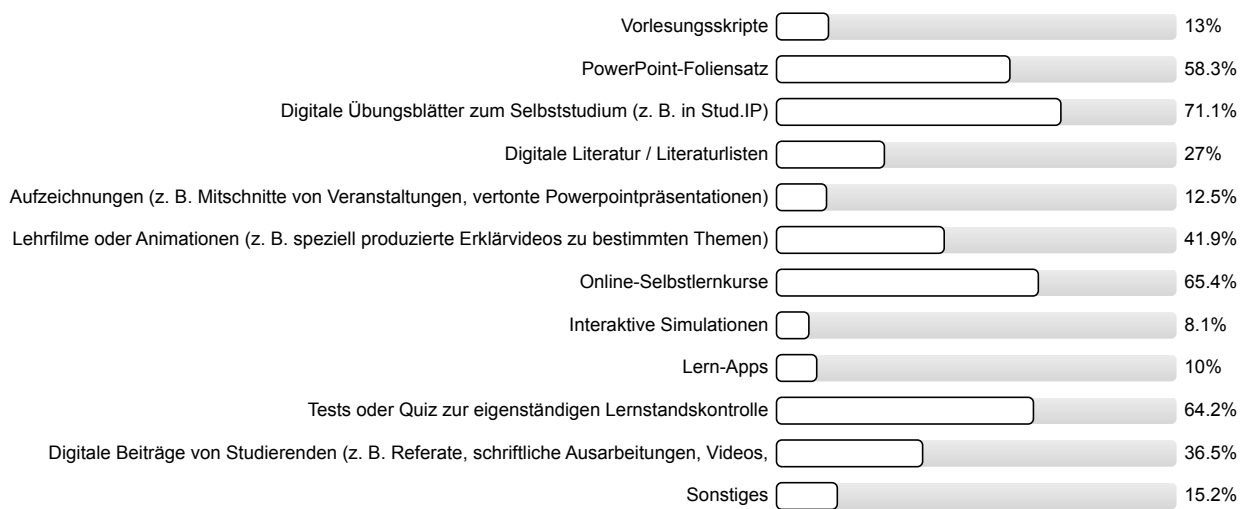 Vorlesungsskripte 13%
PowerPoint-Foliensatz 58.3%
Digitale Übungsblätter zum Selbststudium (z. B. in Stud.IP) 71.1%
Digitale Literatur / Literaturlisten 27%
Aufzeichnungen (z. B. Mitschnitte von Veranstaltungen, vertonte Powerpointpräsentationen) 12.5%
Lehrfilme oder Animationen (z. B. speziell produzierte Erklärvideos zu bestimmten Themen) 41.9%
Online-Selbstlernkurse 65.4%
Interaktive Simulationen 8.1%
Lern-Apps 10%
Tests oder Quiz zur eigenständigen Lernstandskontrolle 64.2%
Digitale Beiträge von Studierenden (z. B. Referate, schriftliche Ausarbeitungen, Videos, 36.5%
Sonstiges 15.2%